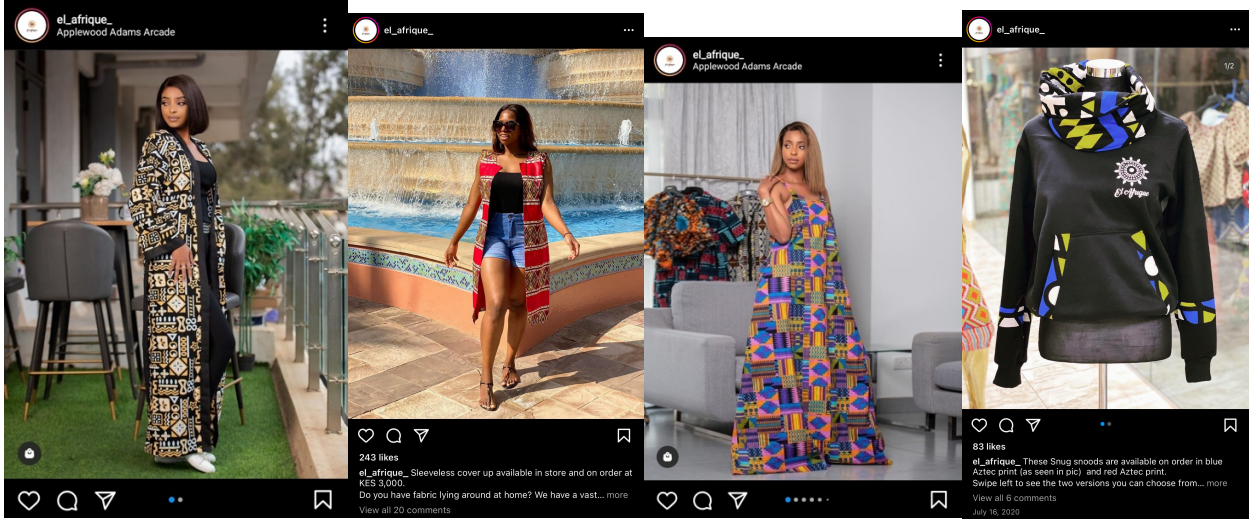 el_afrique_
Applewood Adams Arcade
el_afrique_
243 likes
el_afrique_ Sleeveless cover up available in store and on order at
KES 3,000.
Do you have fabric lying around at home? We have a vast... more
View all 20 comments
el_afrique_
Applewood Adams Arcade
el_afrique_
1/2
El Afrique
83 likes
el_afrique_ These Snug snoods are available on order in blue
Aztec print (as seen in pic) and red Aztec print.
Swipe left to see the two versions you can choose from... more
View all 6 comments
July 16, 2020